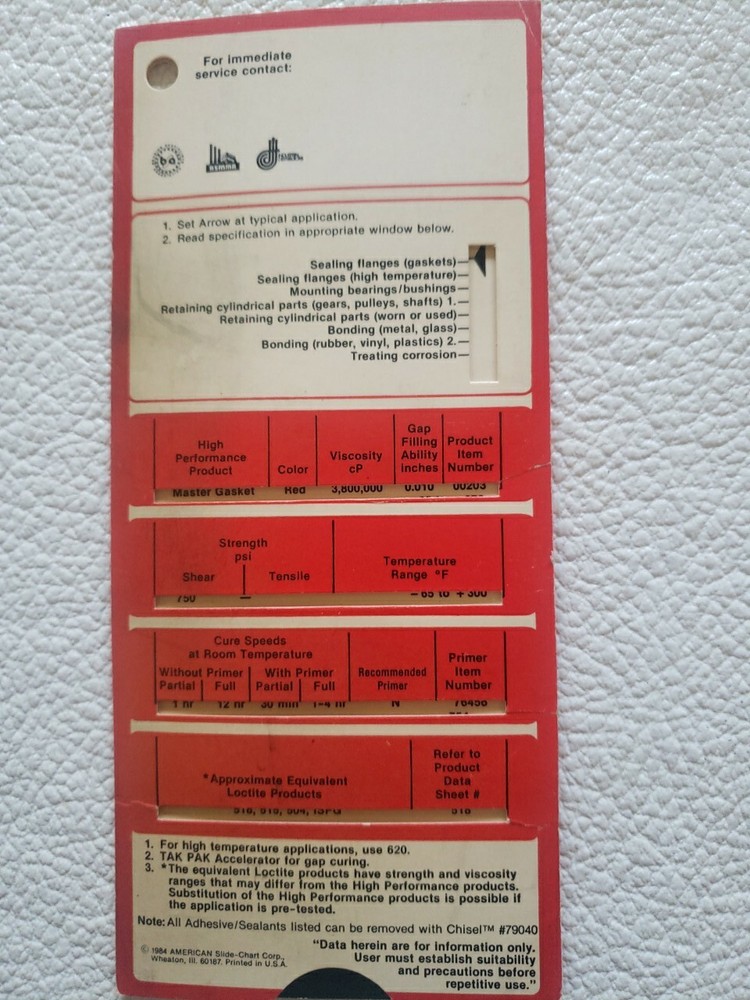 For immediate
service contact:
1. Set Arrow at typical application.
2. Read specification in appropriate window below.
Sealing flanges (gaskets)—
Sealing flanges (high temperature)—
Mounting bearings/bushings—
Retaining cylindrical parts (gears, pulleys, shafts) 1.—
Retaining cylindrical parts (worn or used)—
Bonding (metal, glass)—
Bonding (rubber, vinyl, plastics) 2.—
Treating corrosion—
High Performance Product
Color
Viscosity cP
Gap Filling Ability inches
Product Item Number
Master Gasket Red 3,800,000 0.010 00203
Strength
psi
Shear Tensile
Temperature
Range °F
750 — -65 to +300
Cure Speeds
at Room Temperature
Without Primer With Primer
Partial Full Partial Full
Recommended
Primer
Primer
Item
Number
1 hr 12 hr 30 min 1-4 hr N 76456
*Approximate Equivalent
Loctite Products
Refer to
Product
Data
Sheet #
518
1. For high temperature applications, use 620.
2. TAK PAK Accelerator for gap curing.
3. *The equivalent Loctite products have strength and viscosity
ranges that may differ from the High Performance products.
Substitution of the High Performance products is possible if
the application is pre-tested.
Note: All Adhesive/Sealants listed can be removed with Chisel™ #79040
© 1984 AMERICAN Slide-Chart Corp.,
Wheaton, Ill. 60187. Printed in U.S.A.
"Data herein are for information only.
User must establish suitability
and precautions before
repetitive use."